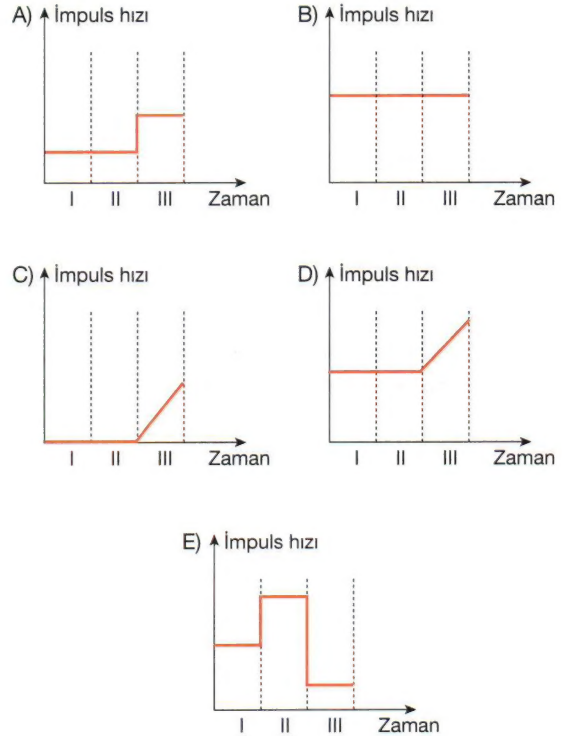 A) İmpuls hızı
I II III Zaman
B) İmpuls hızı
I II III Zaman
C) İmpuls hızı
I II III Zaman
D) İmpuls hızı
I II III Zaman
E) İmpuls hızı
I II III Zaman